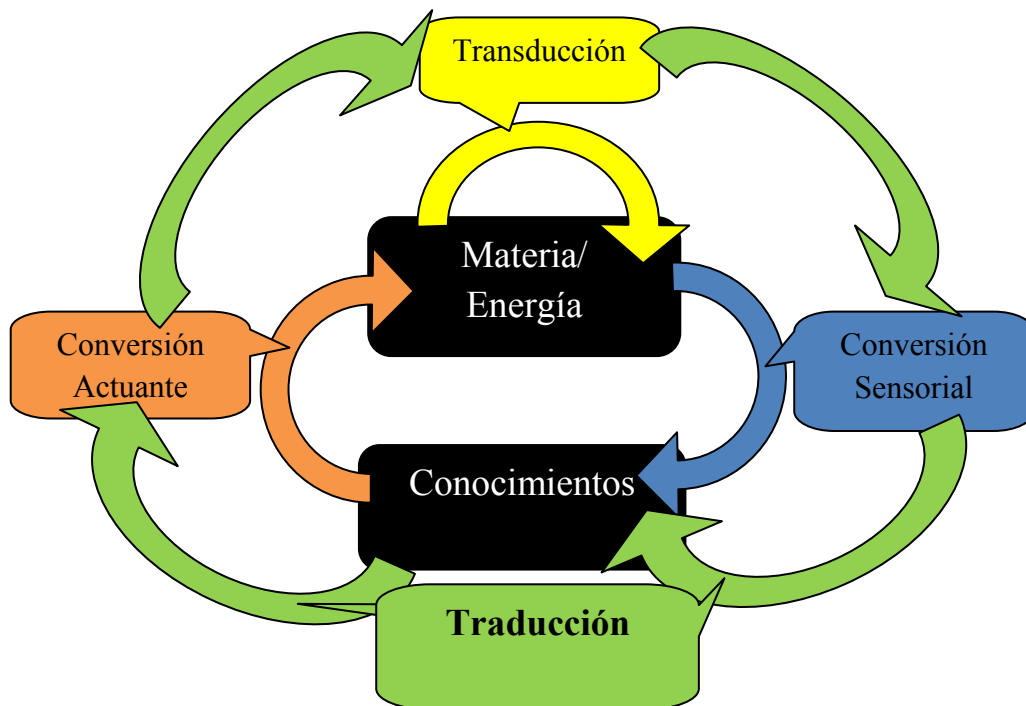 Transducción
Materia/
Energía
Conversión
Actuante
Conversión
Sensorial
Conocimientos
Traducción